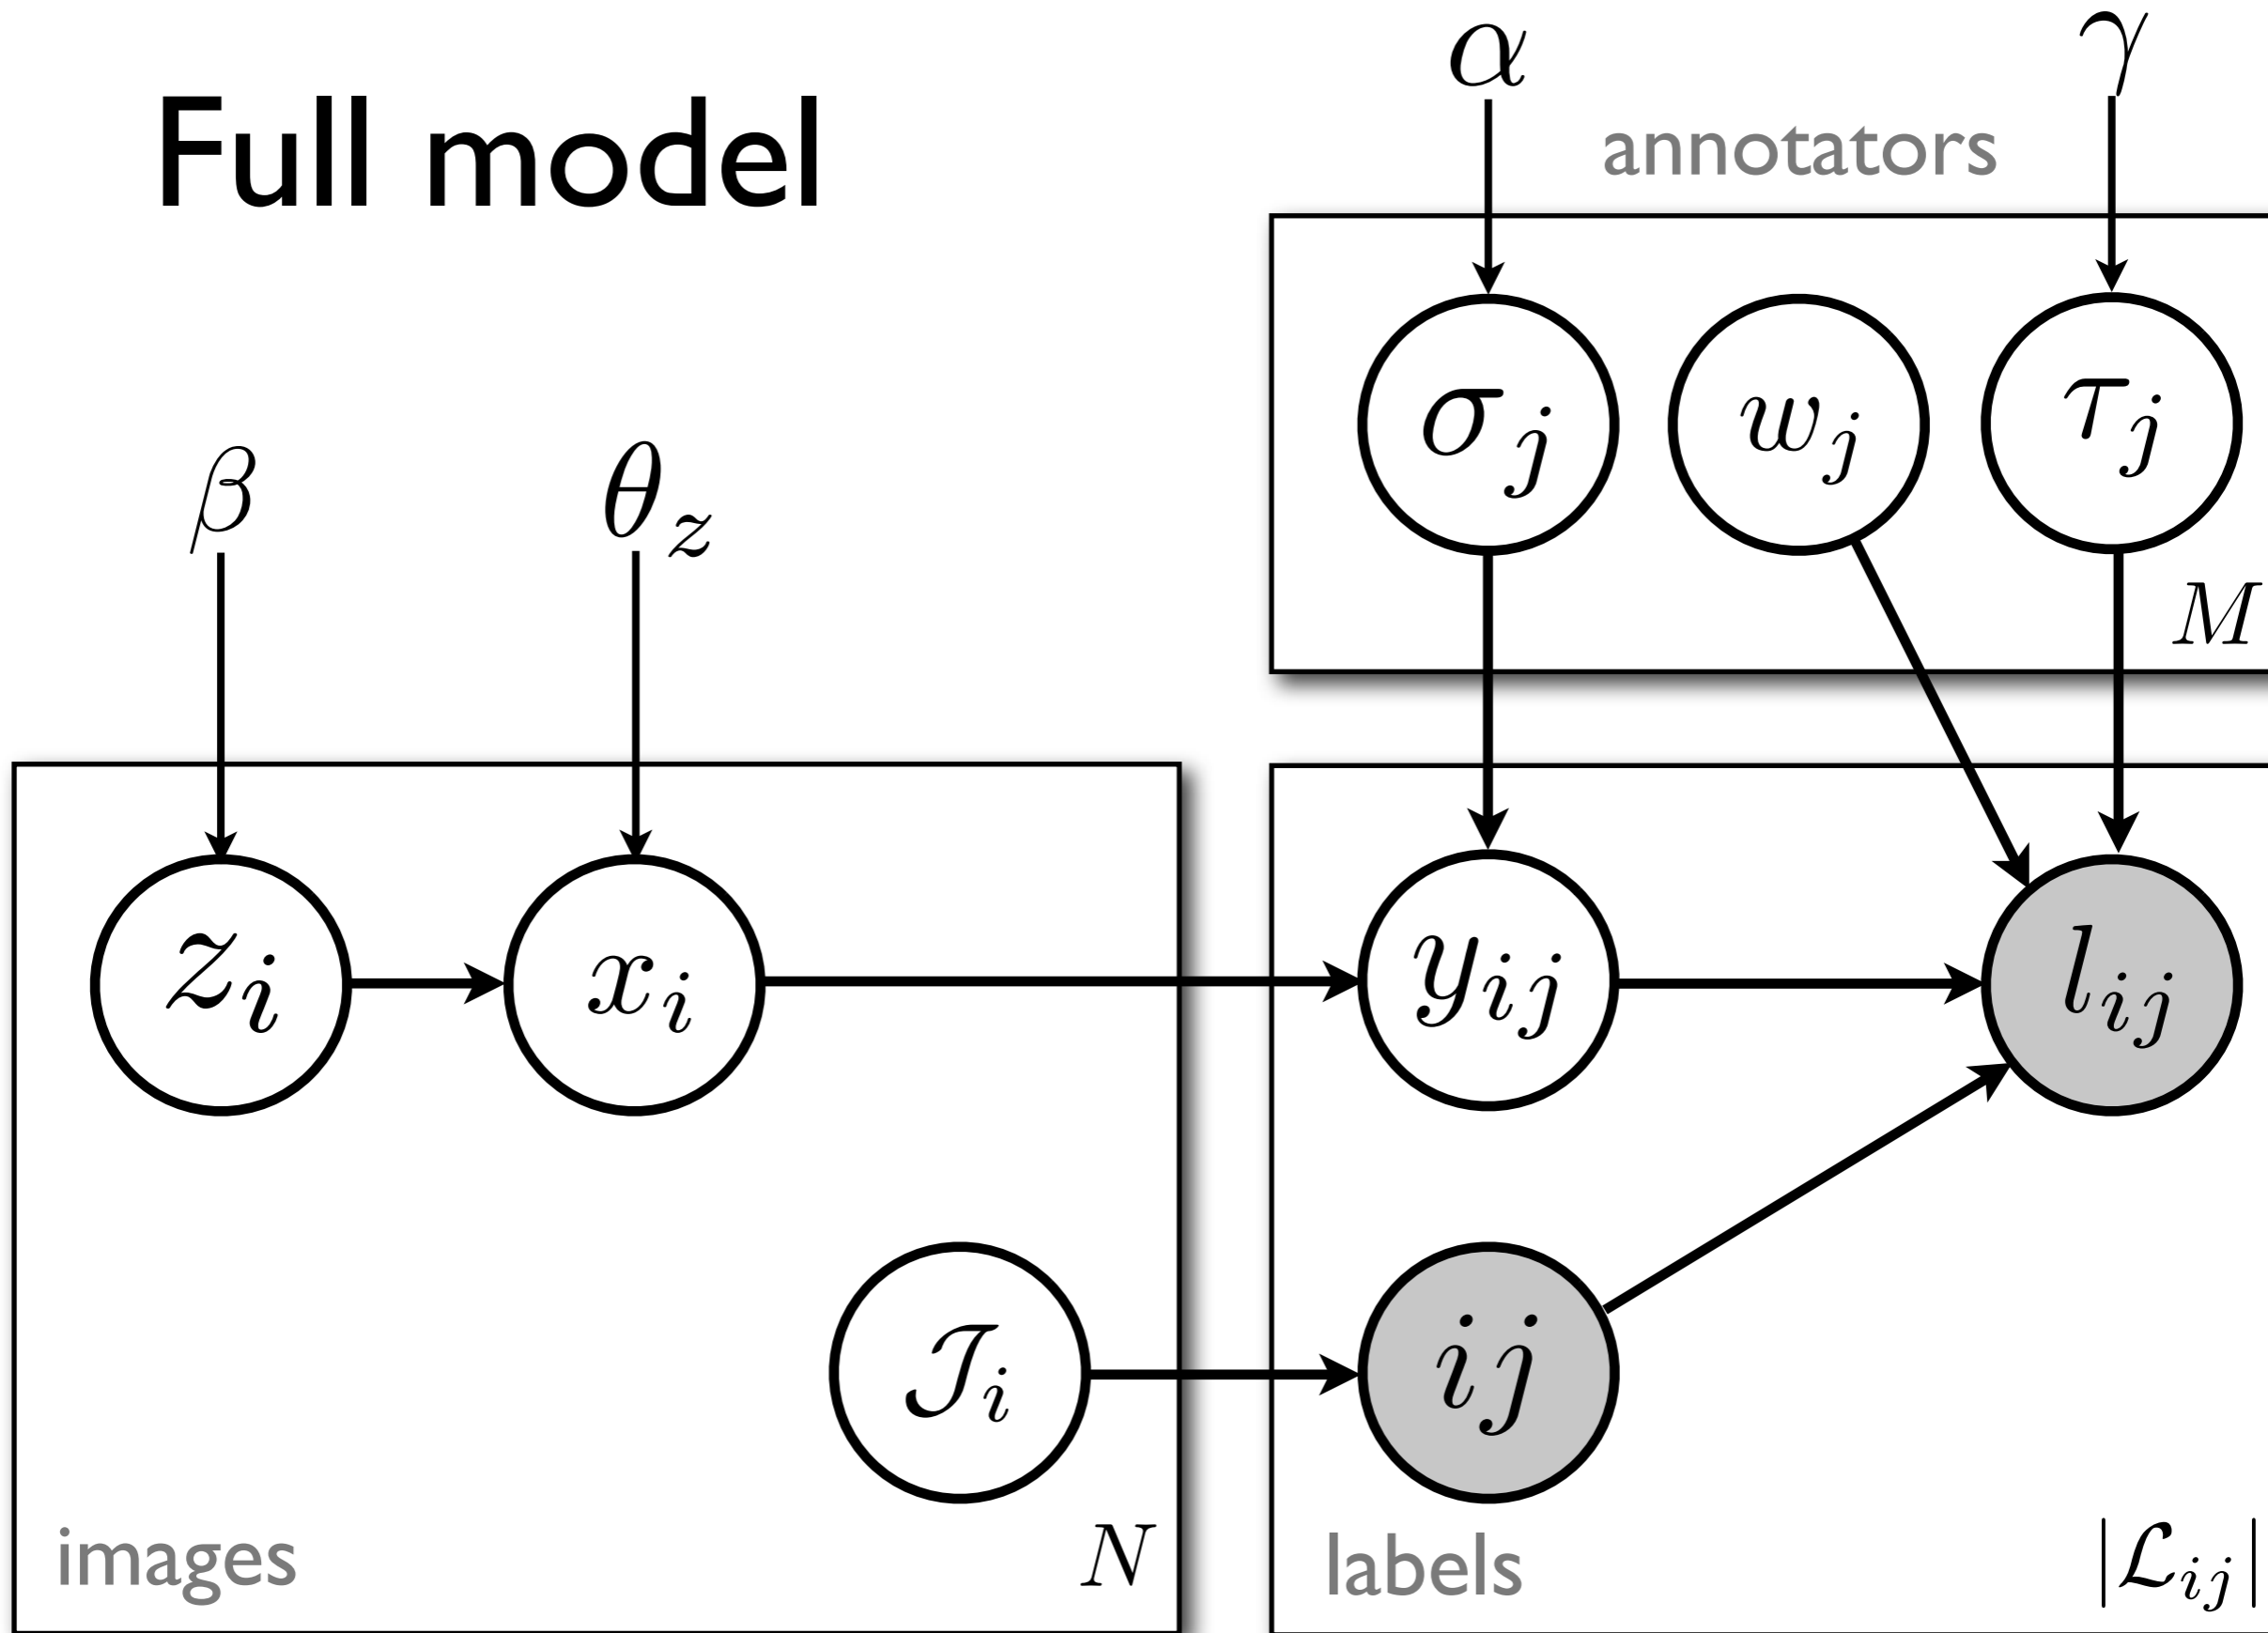 Full model
α
γ
annotators
σ_j
w_j
τ_j
M
β
θ_z
z_i
x_i
y_ij
l_ij
𝒥_i
ij
images
N
labels
|ℒ_ij|